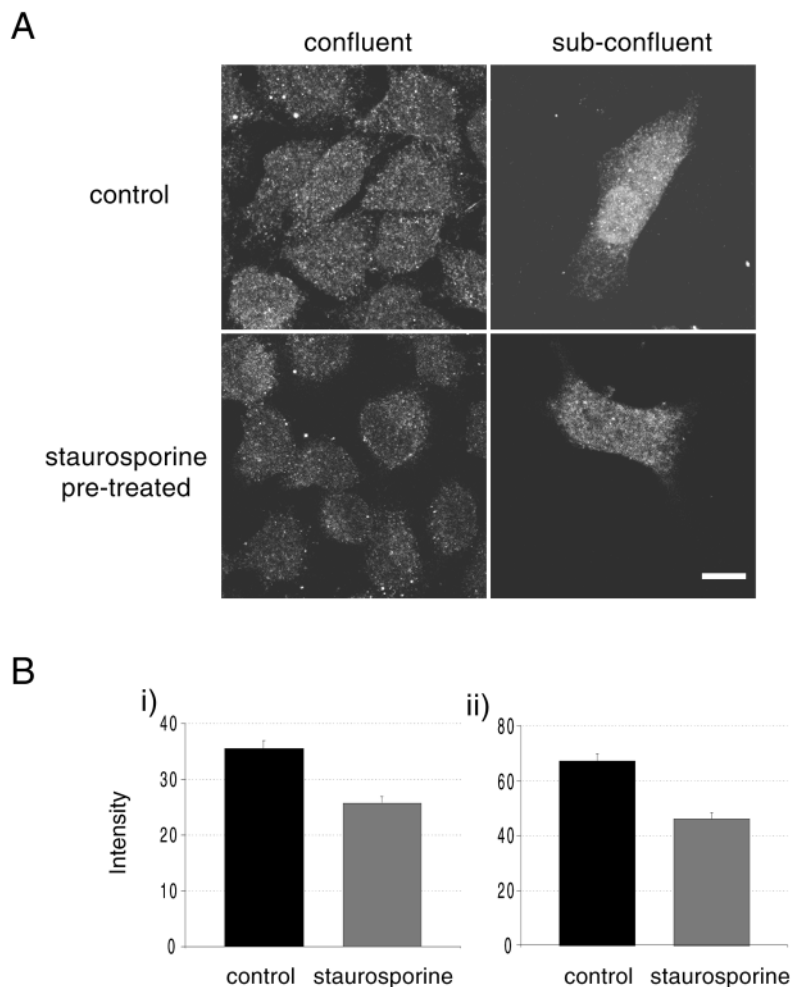 A
confluent
sub-confluent
control
staurosporine
pre-treated
B
i)
40
30
20
10
0
Intensity
control
staurosporine
ii)
80
60
40
20
0
control
staurosporine